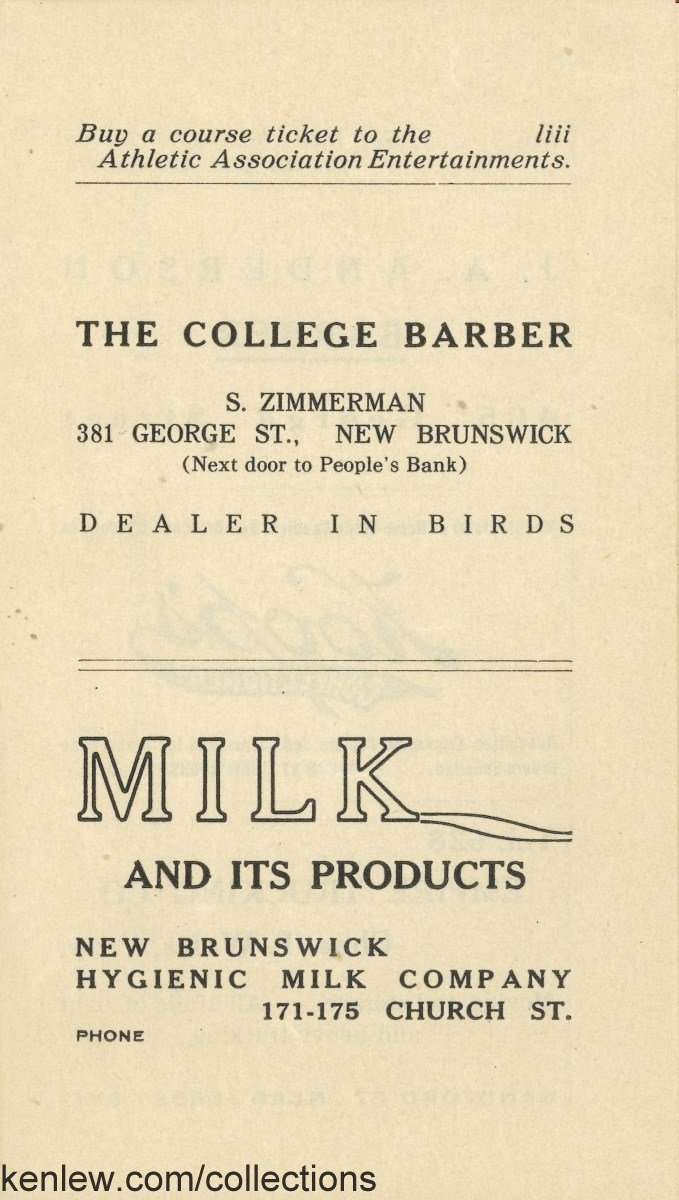 Buy a course ticket to the liii
Athletic Association Entertainments.
THE COLLEGE BARBER
S. ZIMMERMAN
381 GEORGE ST., NEW BRUNSWICK
(Next door to People's Bank)
DEALER IN BIRDS
MILK
AND ITS PRODUCTS
NEW BRUNSWICK
HYGIENIC MILK COMPANY
171-175 CHURCH ST.
PHONE
kenlew.com/collections